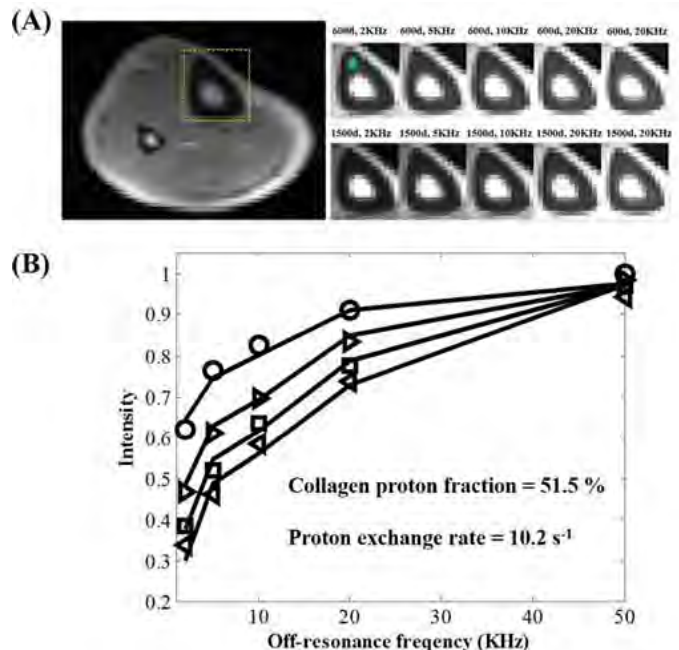 (A)
600d, 2KHz 600d, 5KHz 600d, 10KHz 600d, 20KHz 600d, 20KHz
1500d, 2KHz 1500d, 5KHz 1500d, 10KHz 1500d, 20KHz 1500d, 20KHz
(B)
1
0.9
0.8
0.7
0.6
0.5
0.4
0.3
0.2
Intensity
Collagen proton fraction = 51.5 %
Proton exchange rate = 10.2 s⁻¹
10 20 30 40 50
Off-resonance freqency (KHz)